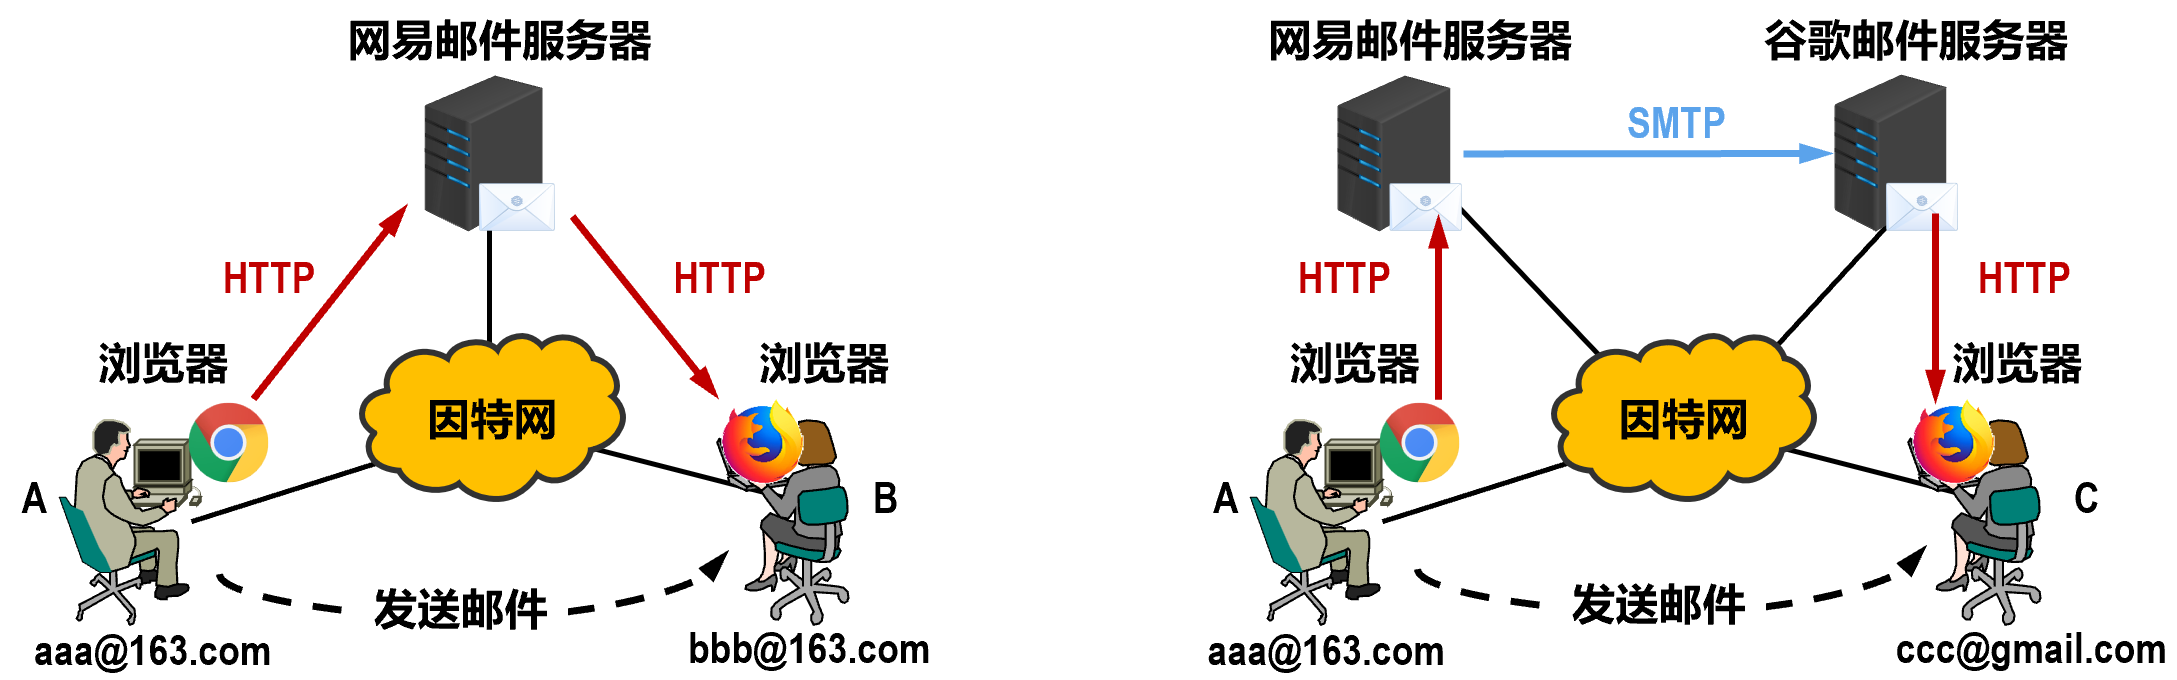 网易邮件服务器
HTTP
HTTP
浏览器
浏览器
因特网
A
B
发送邮件
aaa@163.com
bbb@163.com
网易邮件服务器
谷歌邮件服务器
SMTP
HTTP
HTTP
浏览器
浏览器
因特网
A
C
发送邮件
aaa@163.com
ccc@gmail.com